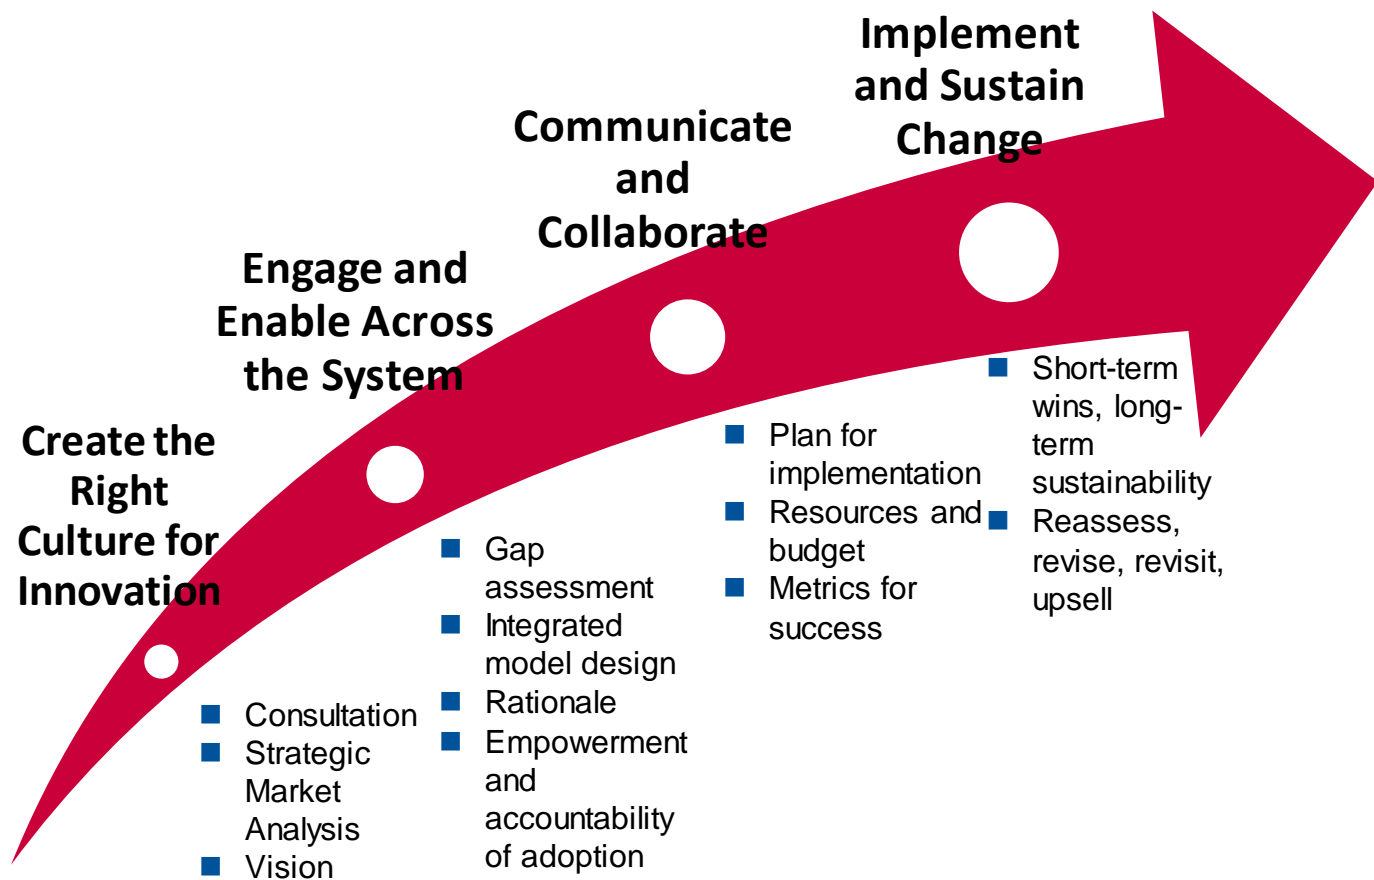 Create the
Right
Culture for
Innovation
Consultation
Strategic
Market
Analysis
Vision
Engage and
Enable Across
the System
Gap
assessment
Integrated
model design
Rationale
Empowerment
and
accountability
of adoption
Communicate
and
Collaborate
Plan for
implementation
Resources and
budget
Metrics for
success
Implement
and Sustain
Change
Short-term
wins, long-
term
sustainability
Reassess,
revise, revisit,
upsell